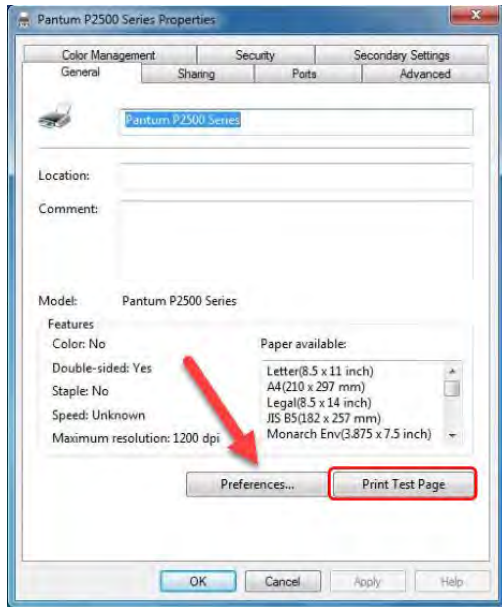 Pantum P2500 Series Properties
Color Management Security Secondary Settings
General Sharing Ports Advanced
Pantum P2500 Series
Location:
Comment:
Model: Pantum P2500 Series
Features
Color: No
Paper available:
Double-sided: Yes
Letter(8.5 x 11 inch)
Staple: No
A4(210 x 297 mm)
Legal(8.5 x 14 inch)
Speed: Unknown
JIS B5(182 x 257 mm)
Maximum resolution: 1200 dpi
Monarch Env(3.875 x 7.5 inch)
Preferences... Print Test Page
OK Cancel Apply Help